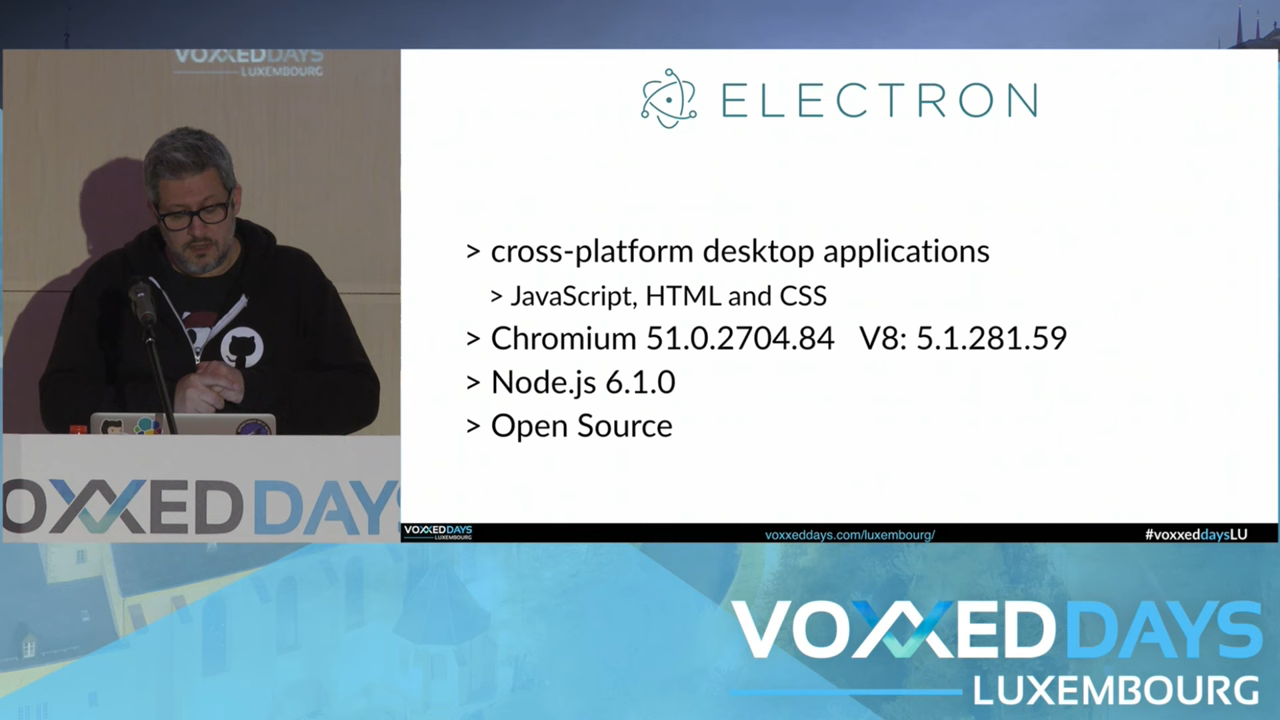 VOXXEDDAYS
LUXEMBOURG
ELECTRON
> cross-platform desktop applications
> JavaScript, HTML and CSS
> Chromium 51.0.2704.84 V8: 5.1.281.59
> Node.js 6.1.0
> Open Source
OXXEDDAYS
VOXXEDDAYS
LUXEMBOURG
voxxeddays.com/luxembourg/
#voxxeddaysLU
VOXXEDDAYS
LUXEMBOURG